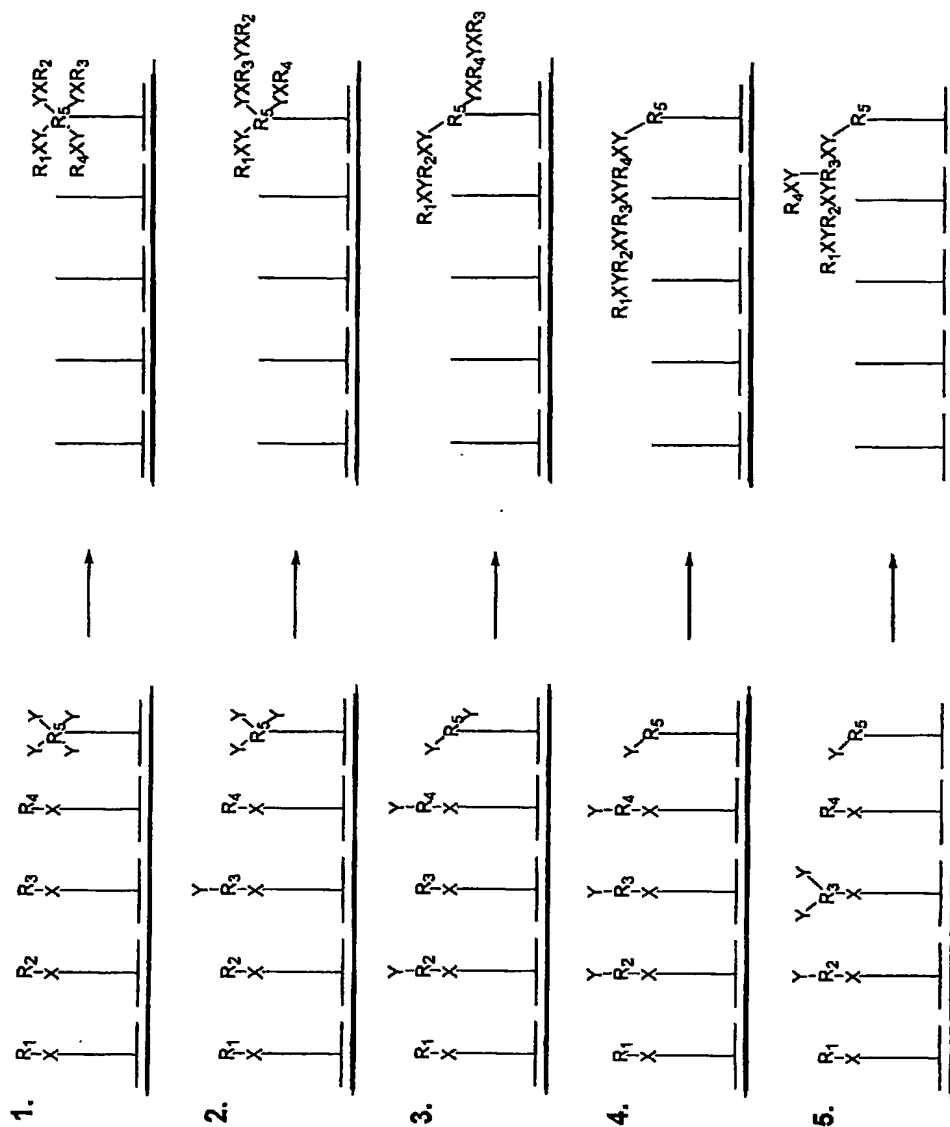 1.
R₁ R₂ R₃ R₄ Y Y
X X X X R₅
Y Y
R₁XY YXR₂
R₅
R₄XY YXR₃
2.
Y
R₁ R₂ R₃ R₄ Y Y
X X X X R₅
Y
R₁XY YXR₃YXR₂
R₅
YXR₄
3.
Y Y
R₁ R₂ R₃ R₄ Y
X X X X R₅
Y
R₁XYR₂XY
R₅
YXR₄YXR₃
4.
Y Y Y
R₁ R₂ R₃ R₄ Y
X X X X R₅
R₁XYR₂XYR₃XYR₄XY
R₅
5.
Y Y Y
R₁ R₂ R₃ R₄ Y
X X X X R₅
R₄XY
R₁XYR₂XYR₃XY
R₅